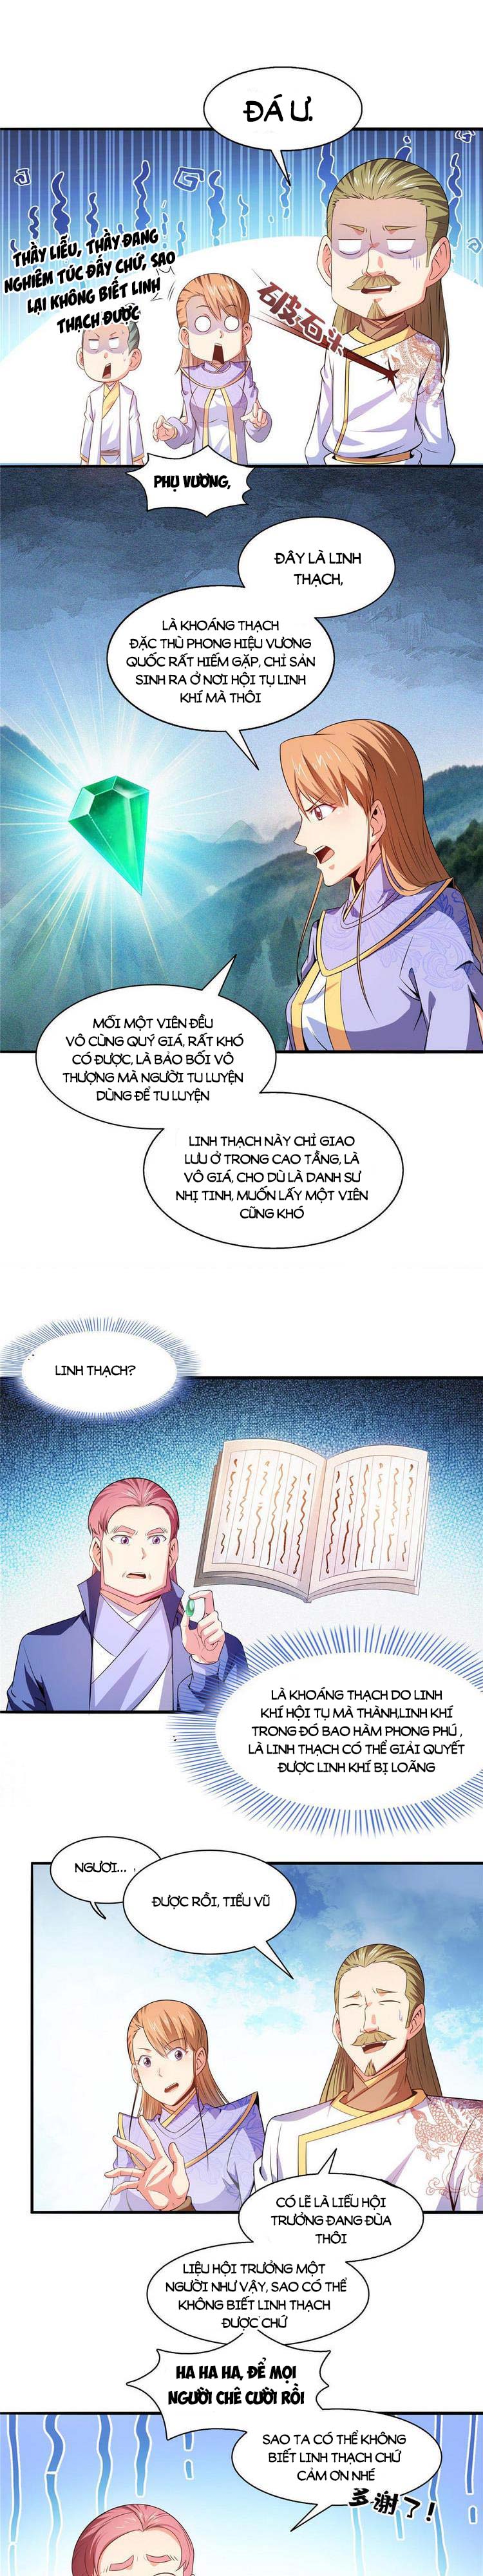 ĐÁ Ư.
THẦY LIỄU, THẦY ĐANG
NGHIÊM TÚC ĐẤY CHỨ, SAO
LẠI KHÔNG BIẾT LINH
THẠCH ĐƯỢC
破石头
PHỤ VƯƠNG,
ĐÂY LÀ LINH
THẠCH,
LÀ KHOÁNG THẠCH
ĐẶC THÙ PHONG HIỆU VƯƠNG
QUỐC RẤT HIẾM GẶP, CHỈ SẢN
SINH RA Ở NƠI HỘI TỤ LINH
KHÍ MÀ THÔI
MỖI MỘT VIÊN ĐỀU
VÔ CÙNG QUÝ GIÁ, RẤT KHÓ
CÓ ĐƯỢC, LÀ BẢO BỐI VÔ
THƯỢNG MÀ NGƯỜI TU LUYỆN
DÙNG ĐỂ TU LUYỆN
LINH THẠCH NÀY CHỈ GIAO
LƯU Ở TRONG CAO TẦNG, LÀ
VÔ GIÁ, CHO DÙ LÀ DANH SƯ
NHỊ TINH, MUỐN LẤY MỘT VIÊN
CŨNG KHÓ
LINH THẠCH?
LÀ KHOÁNG THẠCH DO LINH
KHÍ HỘI TỤ MÀ THÀNH,LINH KHÍ
TRONG ĐÓ BAO HÀM PHONG PHÚ ,
LÀ LINH THẠCH CÓ THỂ GIẢI QUYẾT
ĐƯỢC LINH KHÍ BỊ LOÃNG
NGƯƠI...
ĐƯỢC RỒI, TIỂU VŨ
CÓ LẼ LÀ LIỄU HỘI
TRƯỞNG ĐANG ĐÙA
THÔI
LIỆU HỘI TRƯỞNG MỘT
NGƯỜI NHƯ VẬY, SAO CÓ THỂ
KHÔNG BIẾT LINH THẠCH
ĐƯỢC CHỨ
HA HA HA, ĐỂ MỌI
NGƯỜI CHÊ CƯỜI RỒI
SAO TA CÓ THỂ KHÔNG
BIẾT LINH THẠCH CHỨ
CẢM ƠN NHÉ
多谢了!